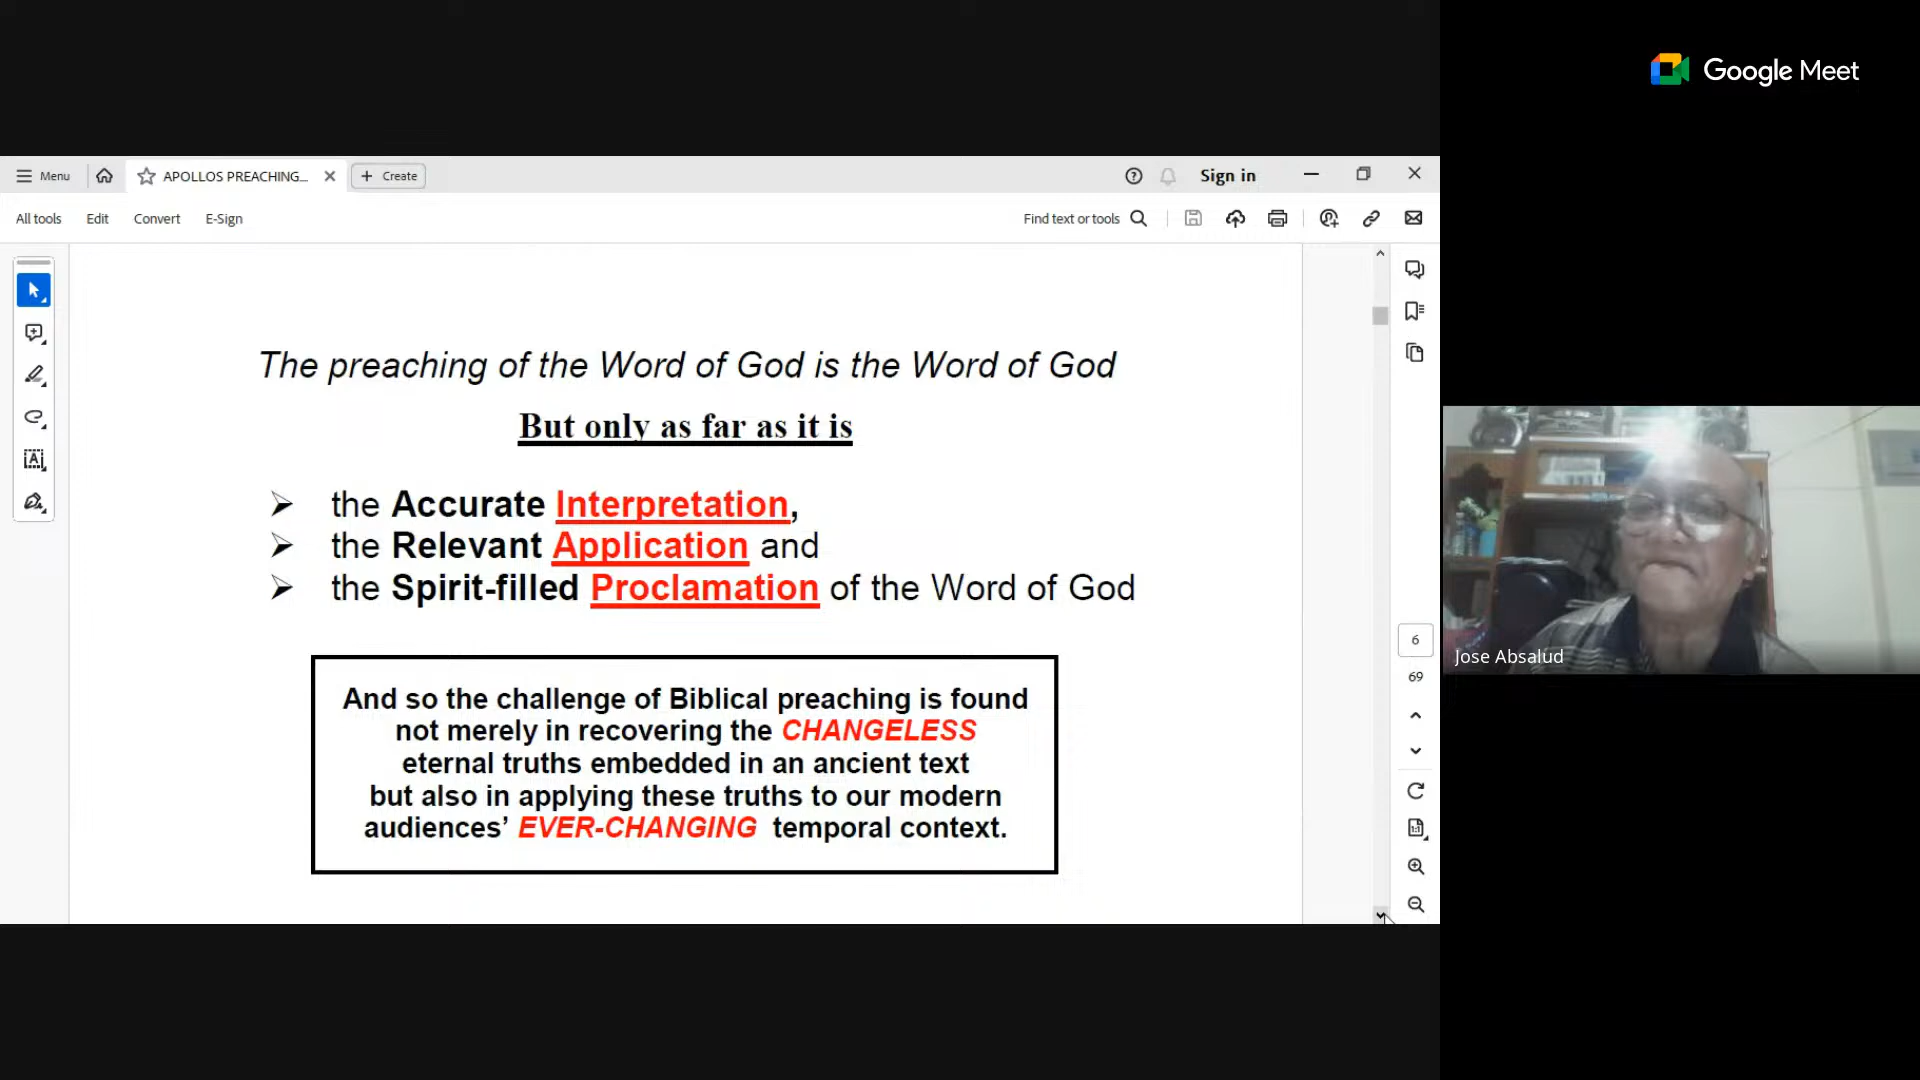 Google Meet
Menu
APOLLOS PREACHING...
Create
Sign in
All tools
Edit
Convert
E-Sign
Find text or tools
The preaching of the Word of God is the Word of God
But only as far as it is
➢ the Accurate Interpretation,
➢ the Relevant Application and
➢ the Spirit-filled Proclamation of the Word of God
And so the challenge of Biblical preaching is found
not merely in recovering the CHANGELESS
eternal truths embedded in an ancient text
but also in applying these truths to our modern
audiences’ EVER-CHANGING temporal context.
6
69
Jose Absalud